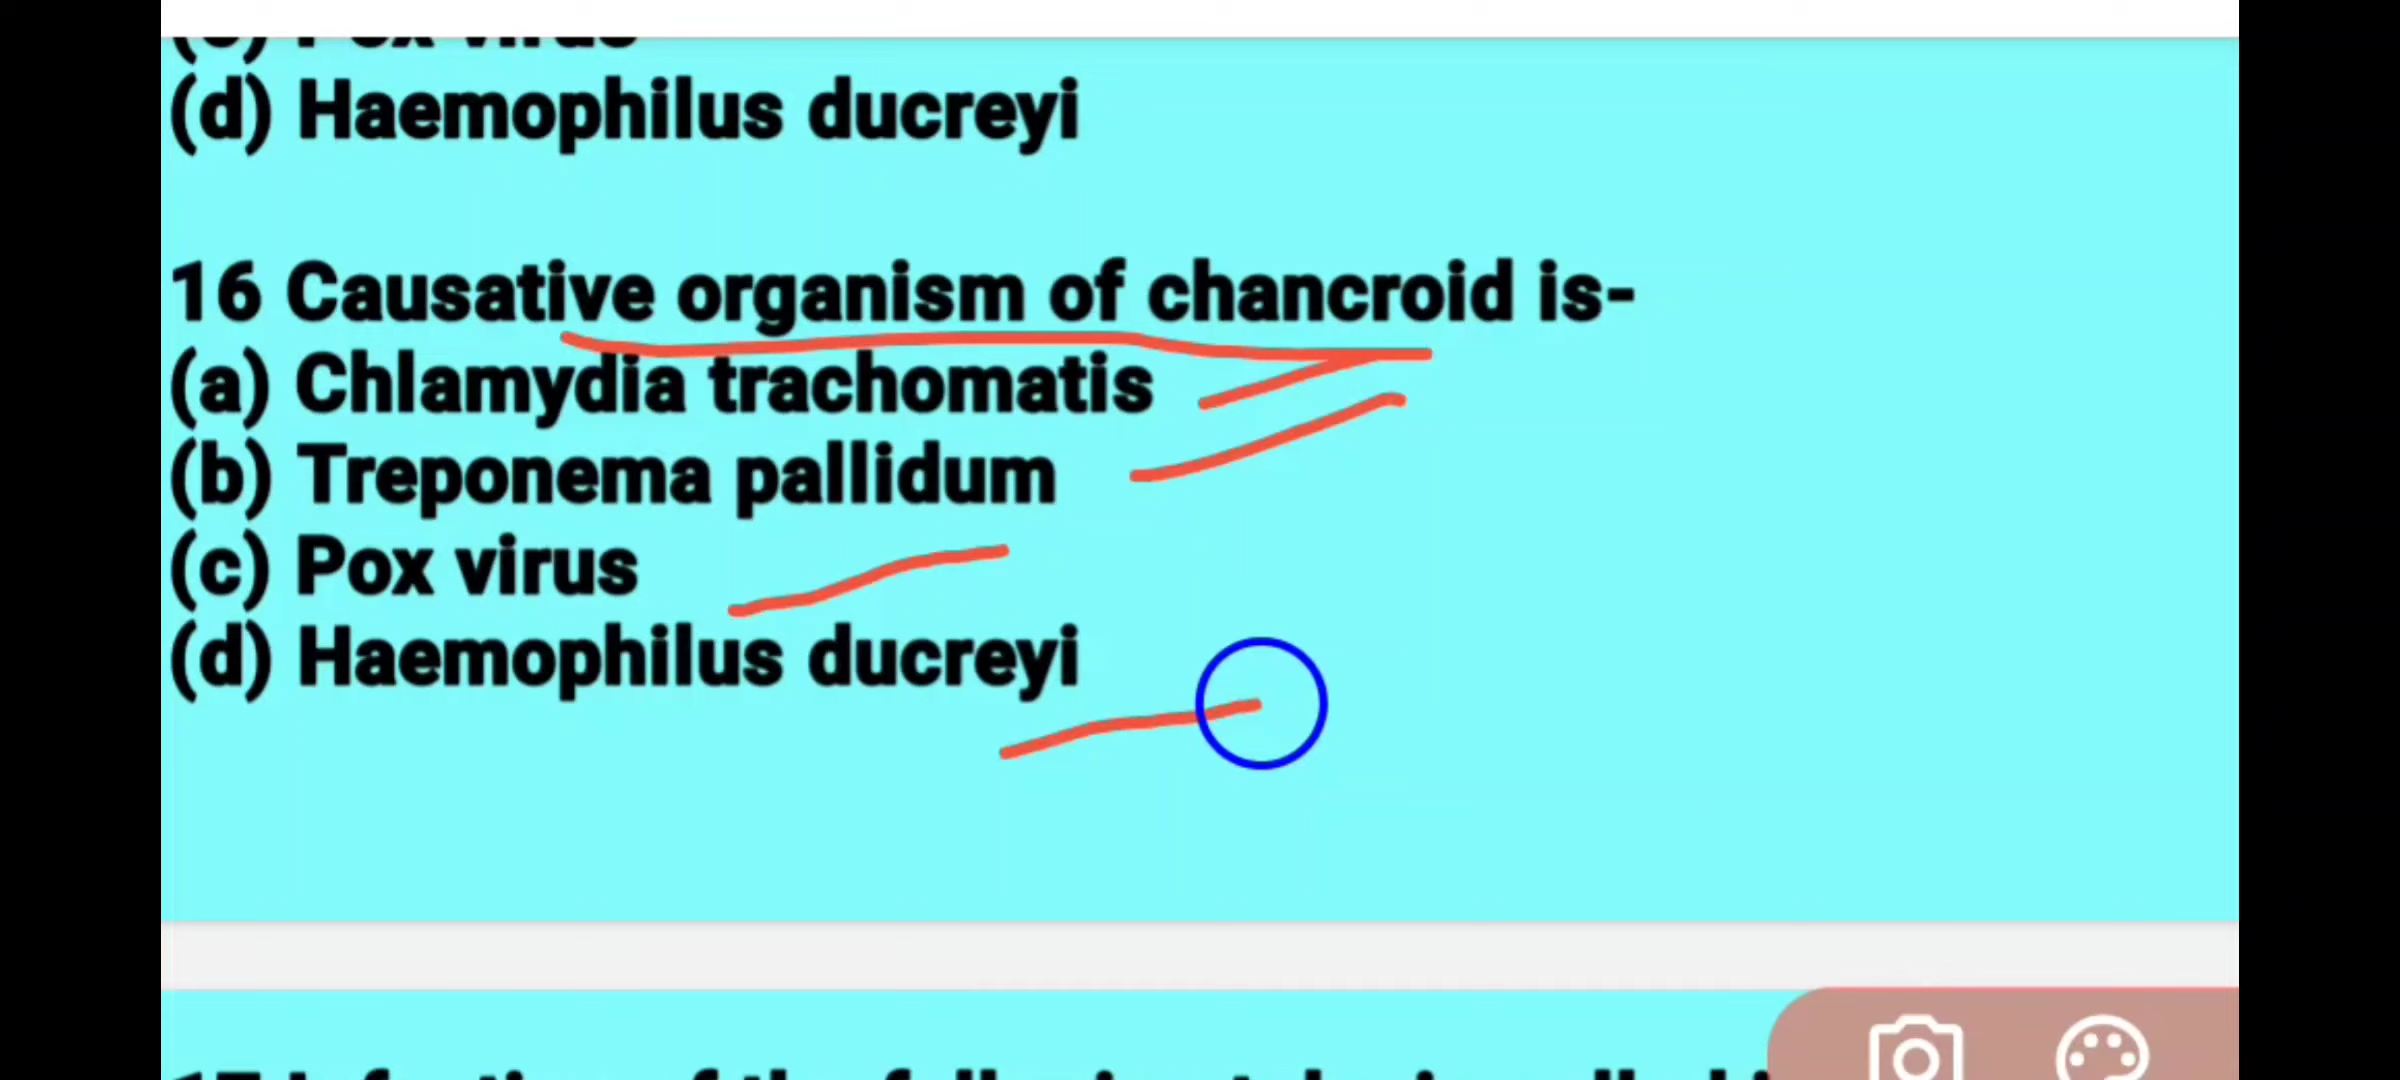 (d) Haemophilus ducreyi
16 Causative organism of chancroid is-
(a) Chlamydia trachomatis
(b) Treponema pallidum
(c) Pox virus
(d) Haemophilus ducreyi